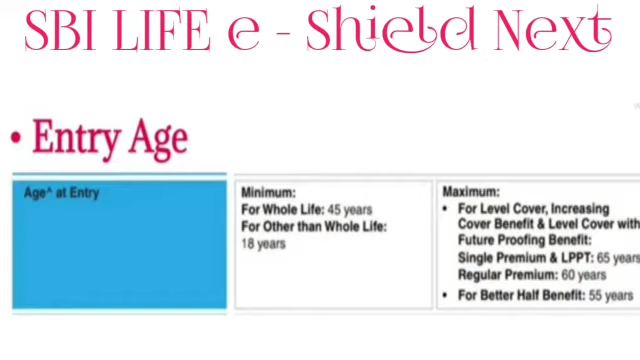 SBI LIFE e - Shield Next
• Entry Age
Age^ at Entry
Minimum:
For Whole Life: 45 years
For Other than Whole Life:
18 years
Maximum:
• For Level Cover, Increasing
Cover Benefit & Level Cover with
Future Proofing Benefit:
Single Premium & LPPT: 65 years
Regular Premium: 60 years
• For Better Half Benefit: 55 years